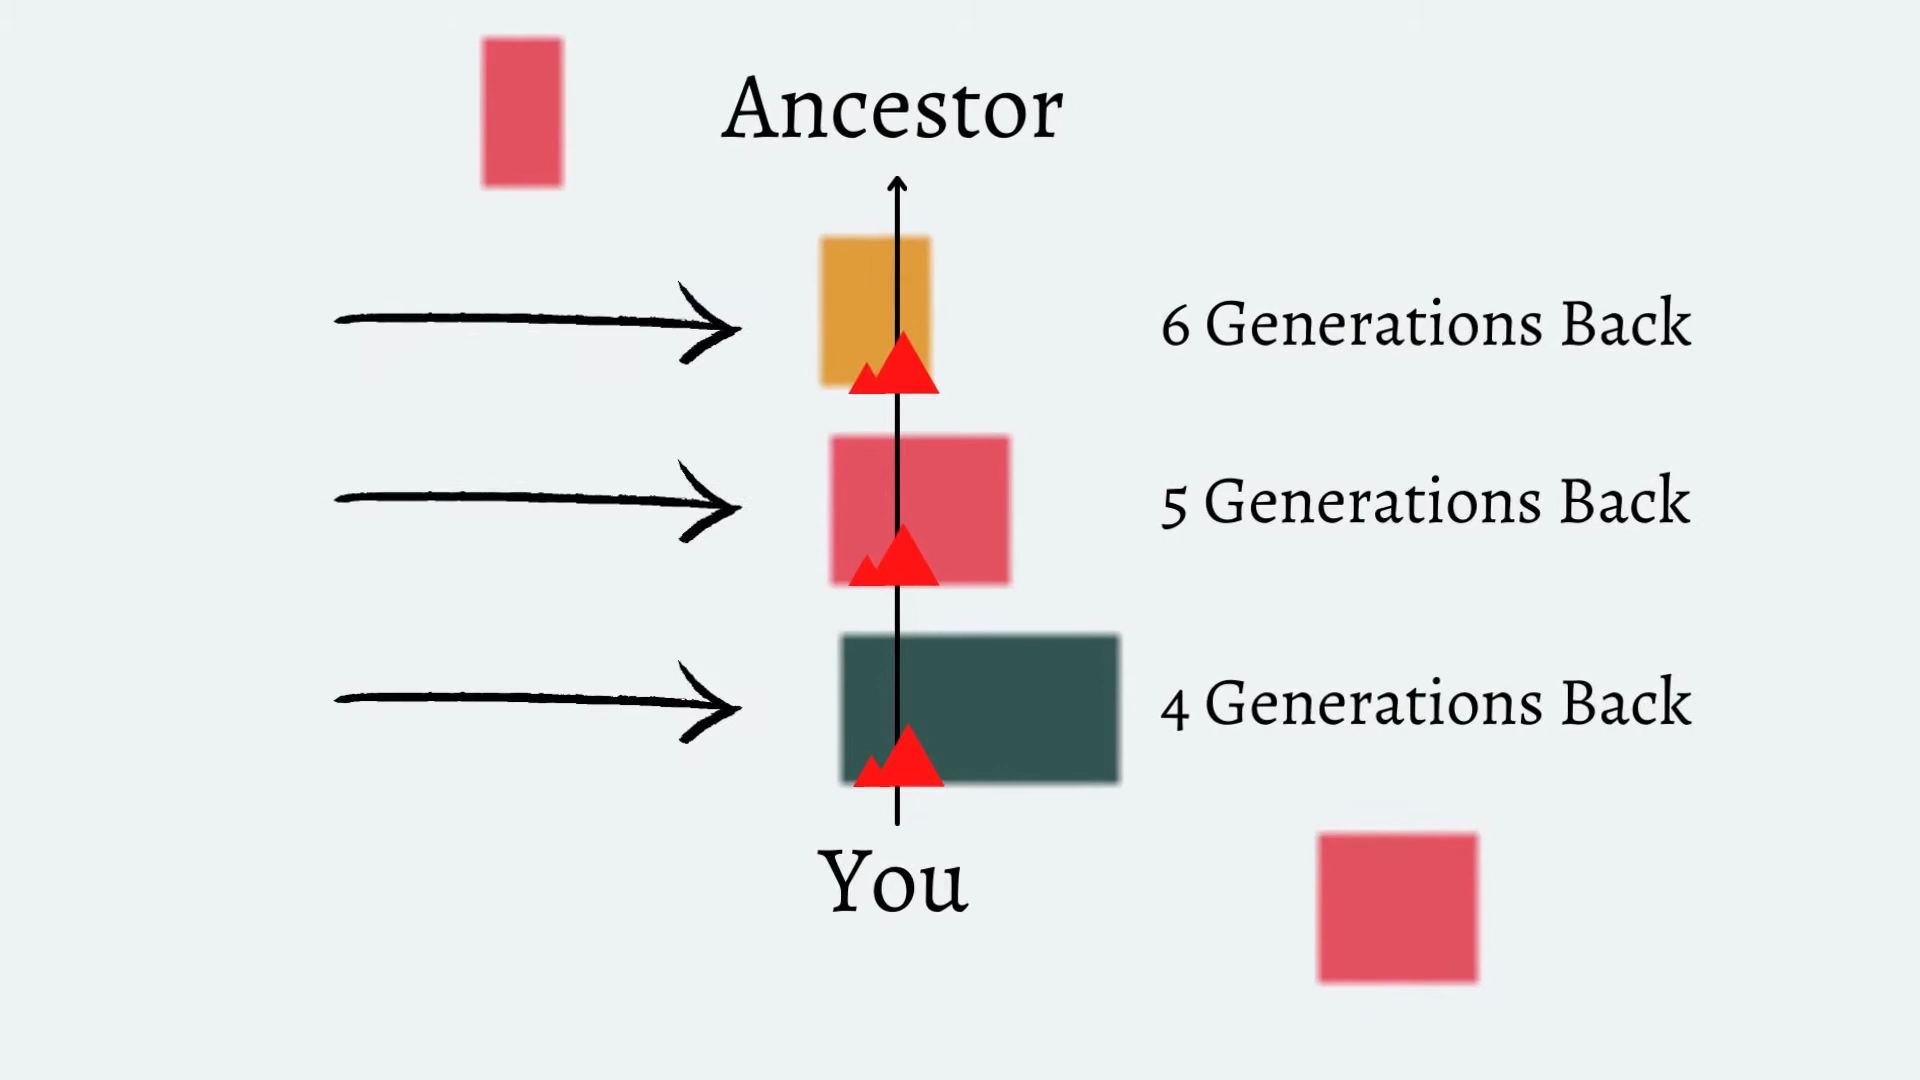 Ancestor
6 Generations Back
5 Generations Back
4 Generations Back
You